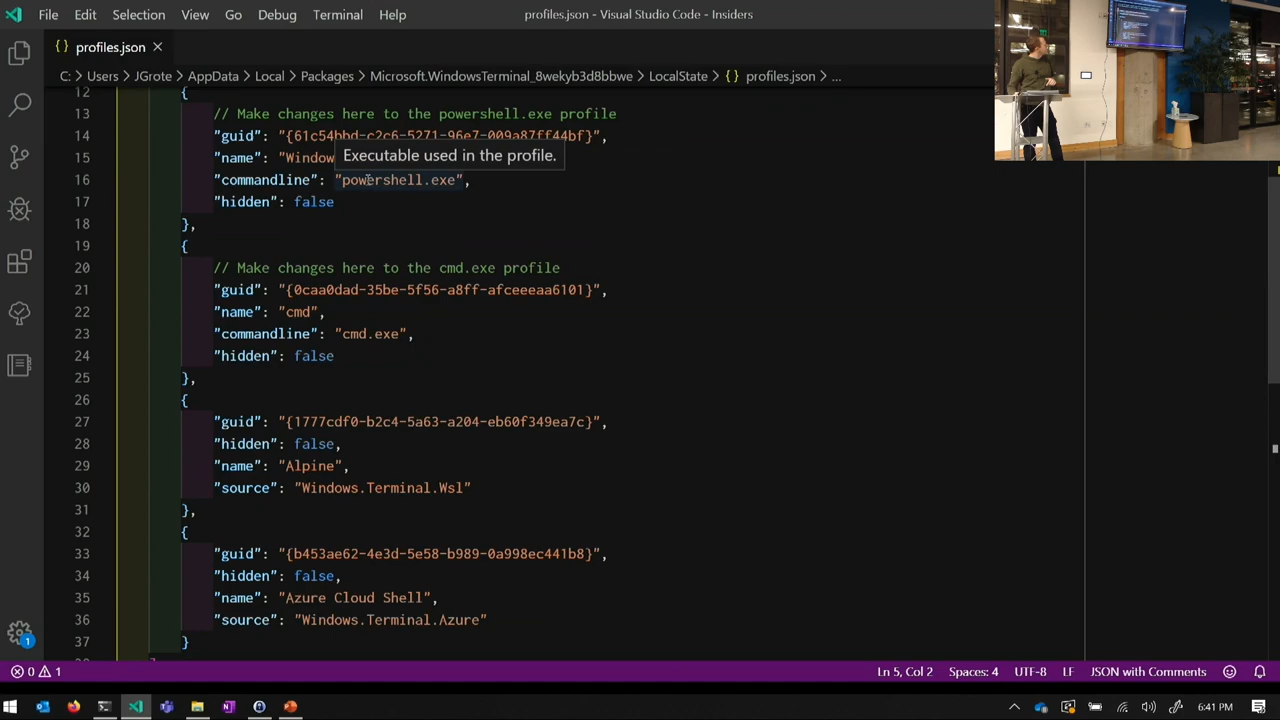 File Edit Selection View Go Debug Terminal Help profiles.json - Visual Studio Code - Insiders
{} profiles.json ×
C: > Users > JGrote > AppData > Local > Packages > Microsoft.WindowsTerminal_8wekyb3d8bbwe > LocalState > {} profiles.json > ...
12 {
13 // Make changes here to the powershell.exe profile
14 "guid": "{61c54bbd-c2c6-5271-96e7-009a87ff44bf}",
15 "name": "Window
Executable used in the profile.
16 "commandline": "powershell.exe",
17 "hidden": false
18 },
19 {
20 // Make changes here to the cmd.exe profile
21 "guid": "{0caa0dad-35be-5f56-a8ff-afceeeaa6101}",
22 "name": "cmd",
23 "commandline": "cmd.exe",
24 "hidden": false
25 },
26 {
27 "guid": "{1777cdf0-b2c4-5a63-a204-eb60f349ea7c}",
28 "hidden": false,
29 "name": "Alpine",
30 "source": "Windows.Terminal.Wsl"
31 },
32 {
33 "guid": "{b453ae62-4e3d-5e58-b989-0a998ec441b8}",
34 "hidden": false,
35 "name": "Azure Cloud Shell",
36 "source": "Windows.Terminal.Azure"
37 }
0 1 Ln 5, Col 2 Spaces: 4 UTF-8 LF JSON with Comments
6:41 PM